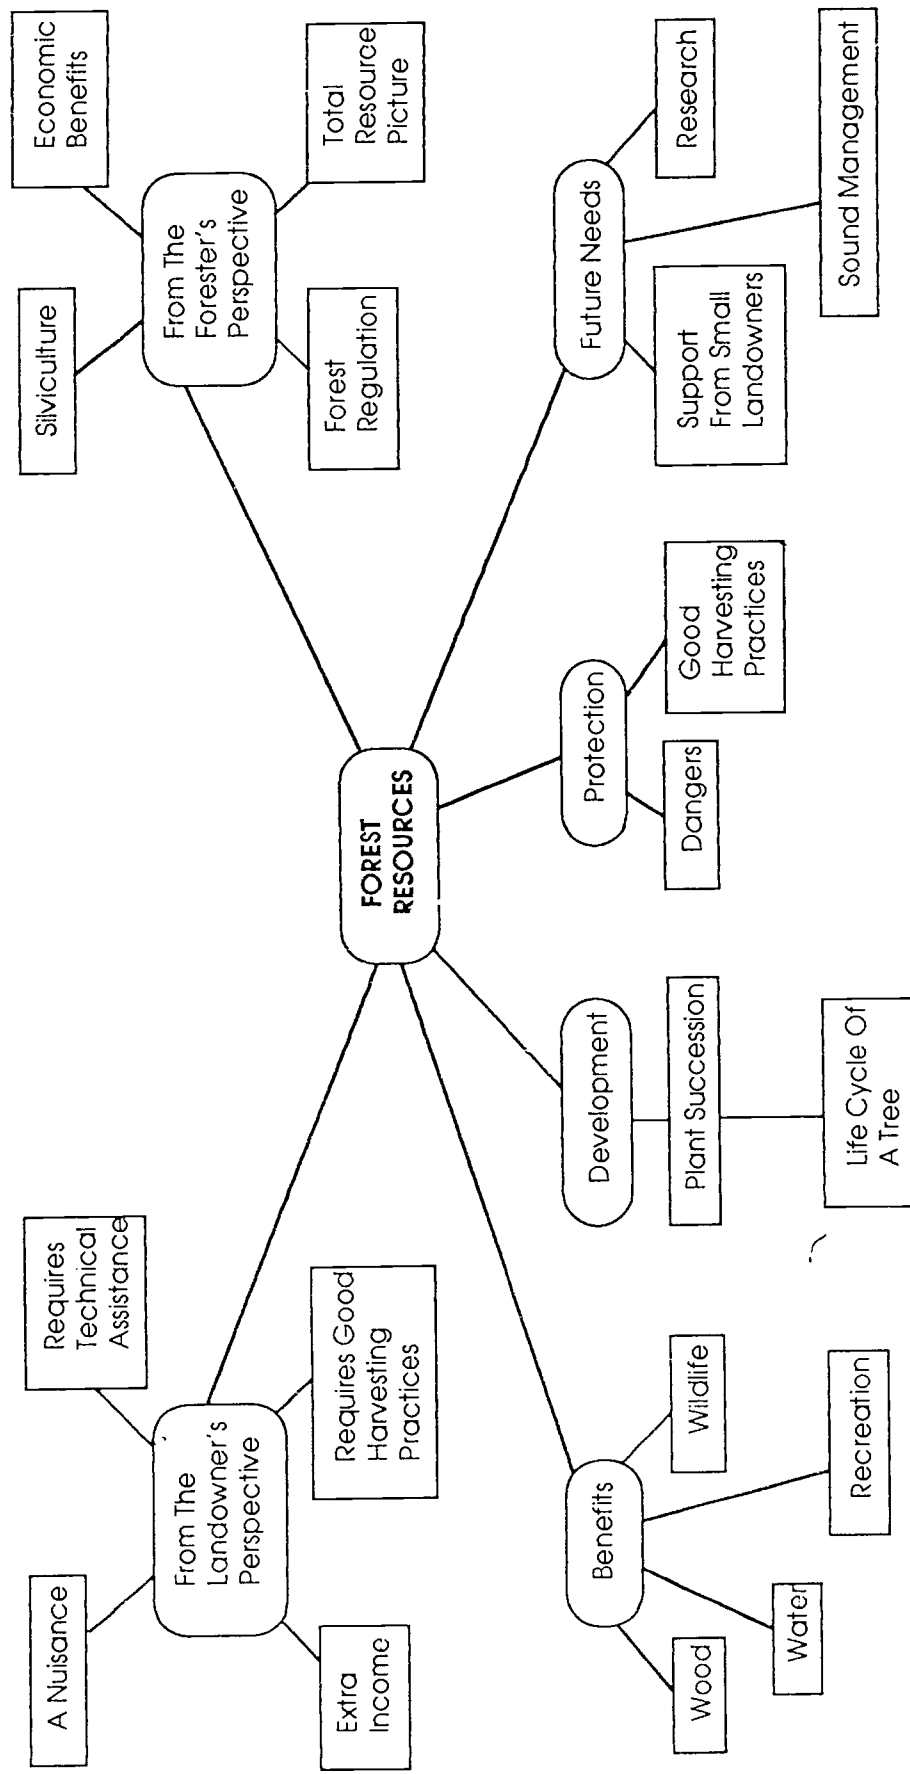 A Nuisance
Requires
Technical
Assistance
From The
Landowner's
Perspective
Extra
Income
Requires Good
Harvesting
Practices
Silviculture
Economic
Benefits
From The
Forester's
Perspective
Forest
Regulation
Total
Resource
Picture
FOREST
RESOURCES
Benefits
Wood
Water
Recreation
Wildlife
Development
Plant Succession
Life Cycle Of
A Tree
Protection
Dangers
Good
Harvesting
Practices
Future Needs
Support
From Small
Landowners
Sound Management
Research